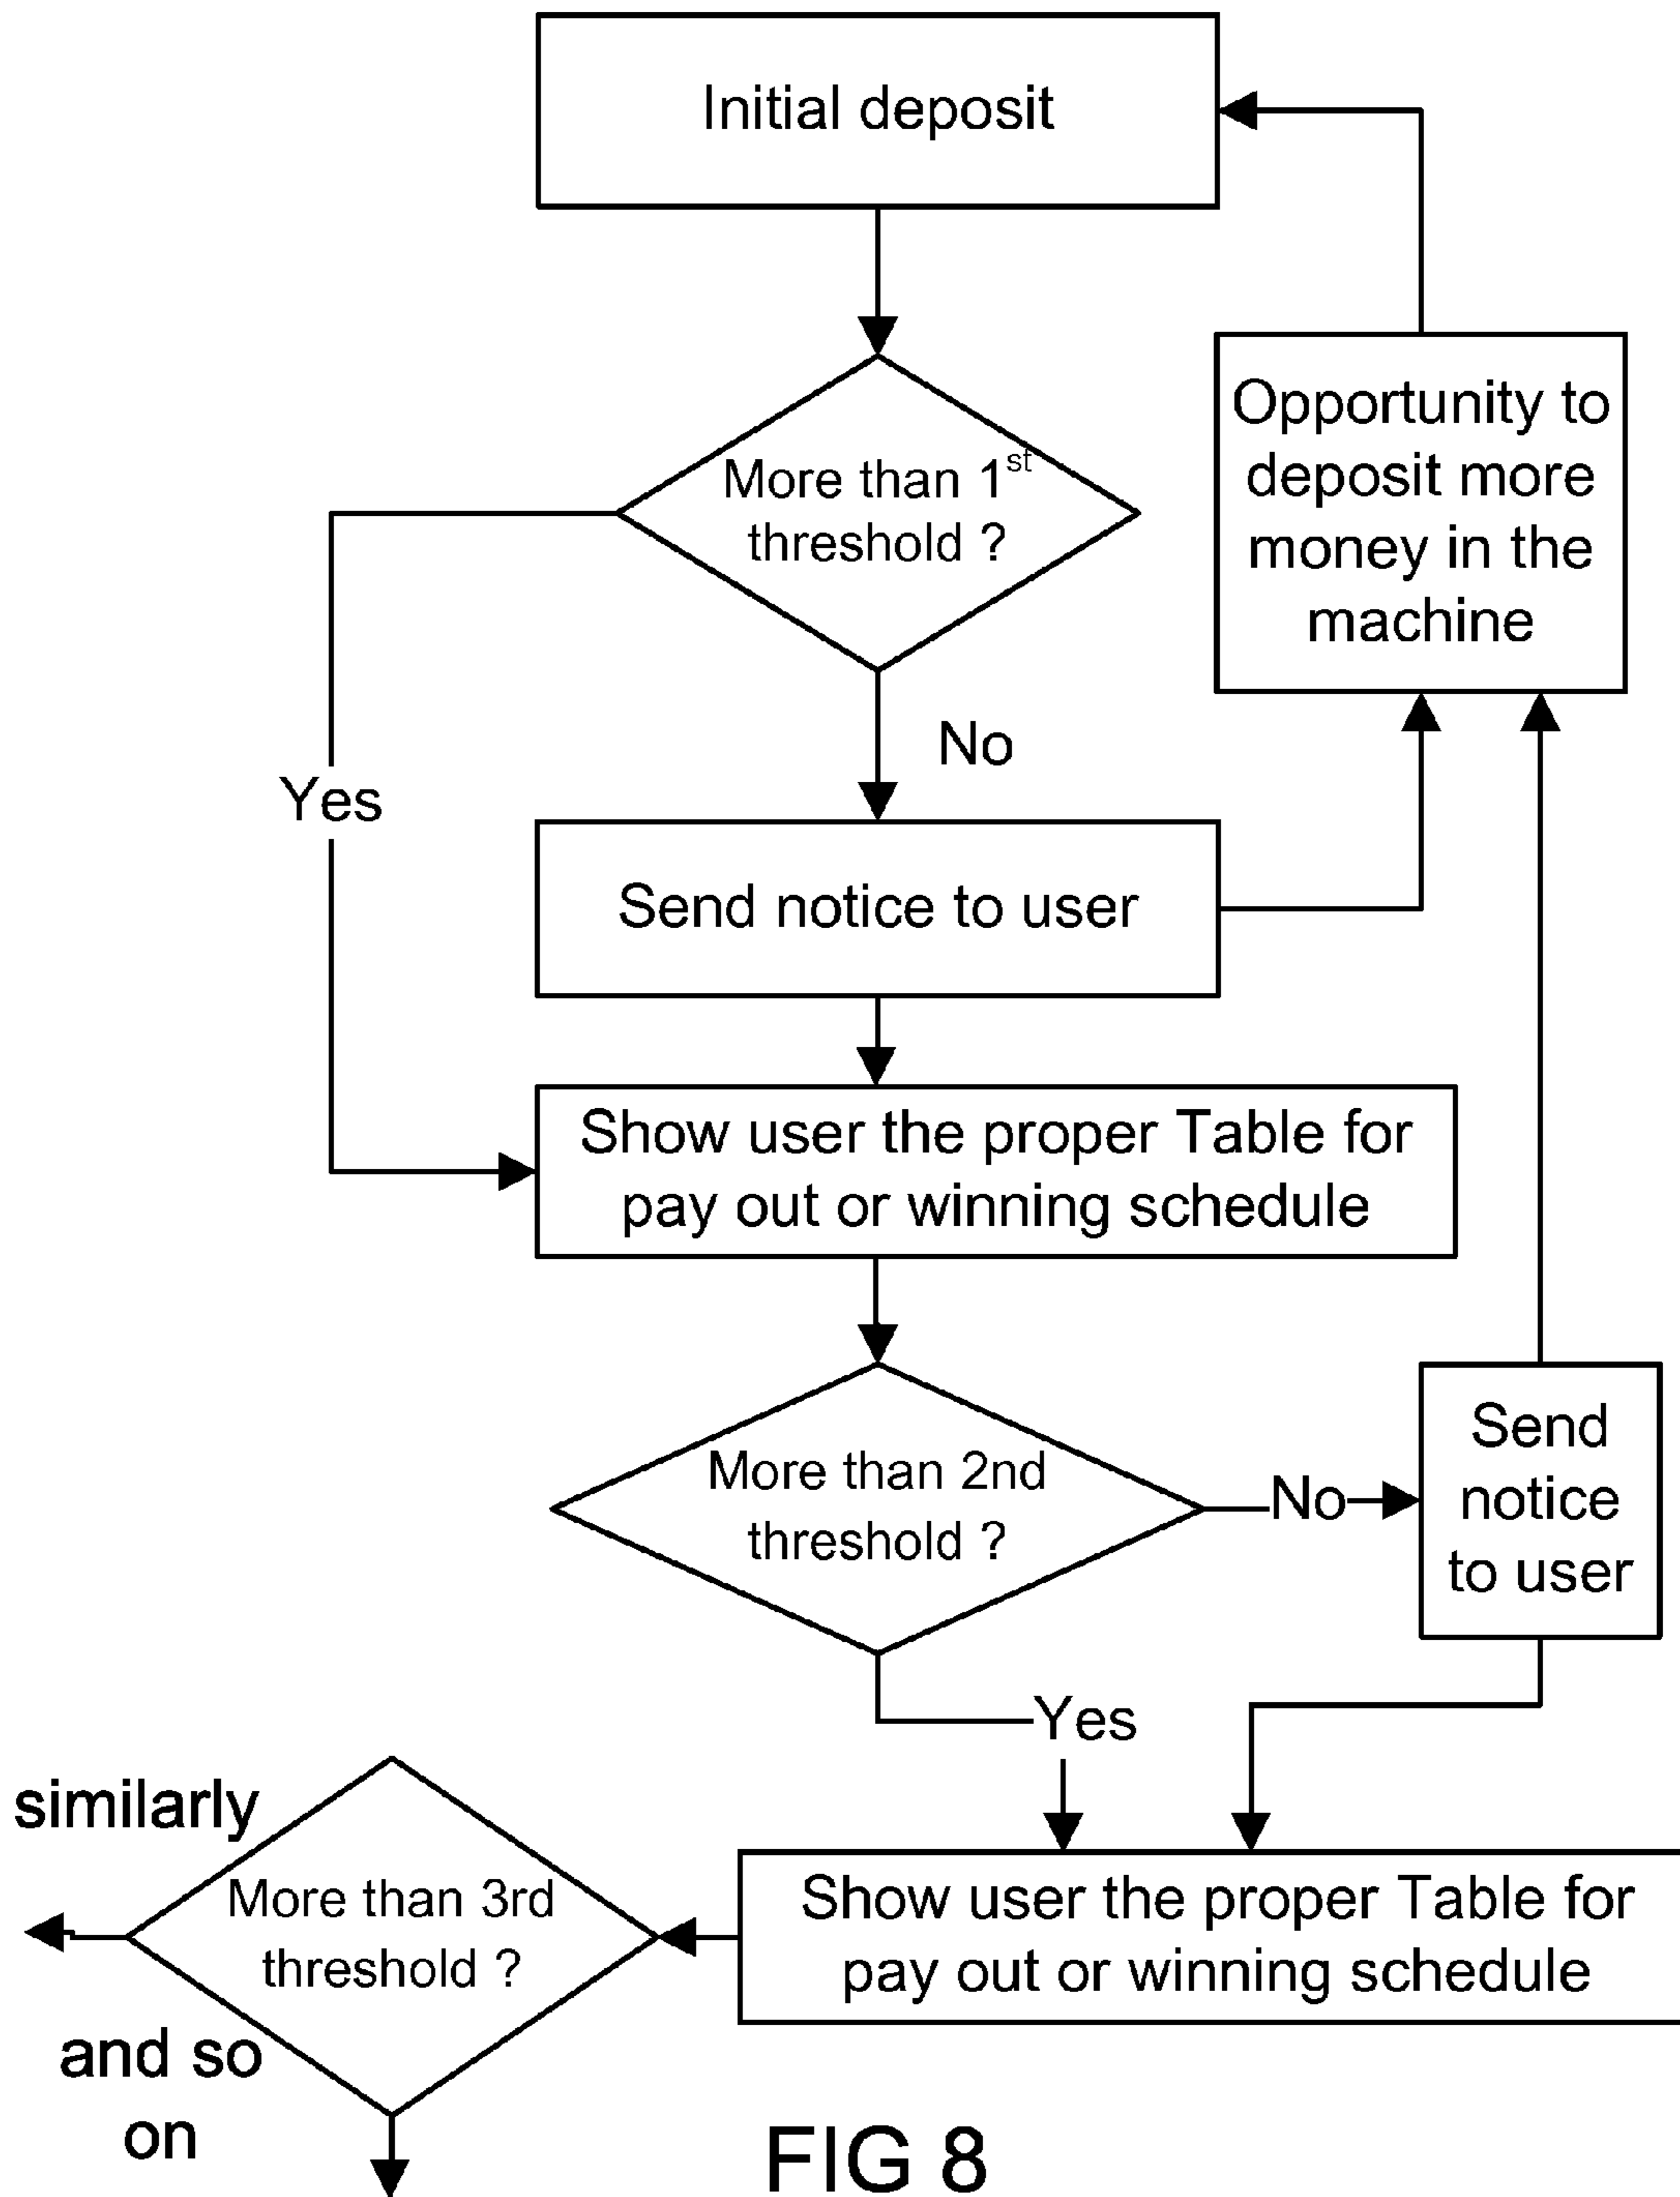 Initial deposit
Opportunity to
deposit more
money in the
machine
More than 1st
threshold ?
No
Yes
Send notice to user
Show user the proper Table for
pay out or winning schedule
More than 2nd
threshold ?
No
Send
notice
to user
Yes
similarly
More than 3rd
threshold ?
Show user the proper Table for
pay out or winning schedule
and so
on
FIG 8